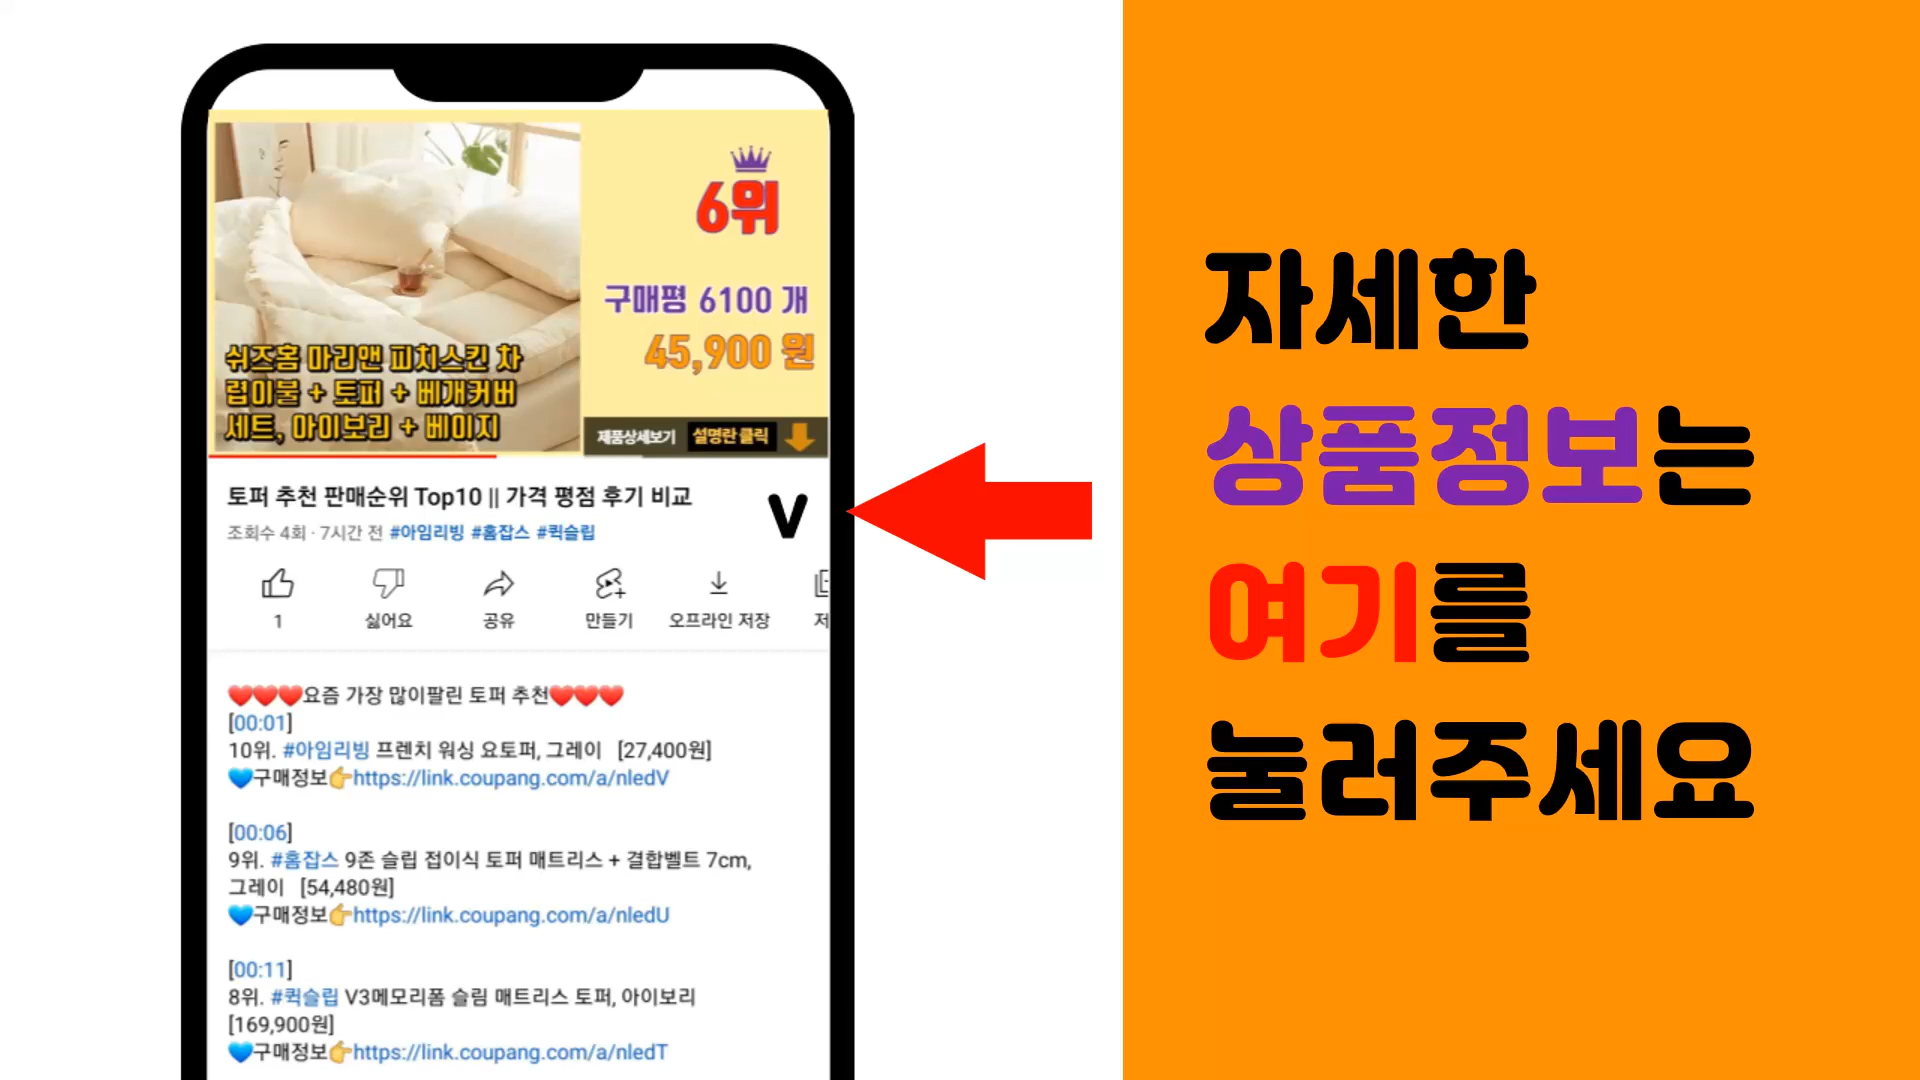 6위
구매평 6100 개
45,900 원
쉬즈홈 마리앤 피치스킨 차
렵이불 + 토퍼 + 베개커버
세트, 아이보리 + 베이지
제품상세보기 설명란 클릭
토퍼 추천 판매순위 Top10 || 가격 평점 후기 비교
V
조회수 4회 · 7시간 전 #아임리빙 #홈잡스 #퀵슬립
1 싫어요 공유 만들기 오프라인 저장 저
❤️❤️❤️요즘 가장 많이팔린 토퍼 추천❤️❤️❤️
[00:01]
10위. #아임리빙 프렌치 워싱 요토퍼, 그레이 [27,400원]
💙구매정보👉https://link.coupang.com/a/nledV
[00:06]
9위. #홈잡스 9존 슬립 접이식 토퍼 매트리스 + 결합벨트 7cm,
그레이 [54,480원]
💙구매정보👉https://link.coupang.com/a/nledU
[00:11]
8위. #퀵슬립 V3메모리폼 슬림 매트리스 토퍼, 아이보리
[169,900원]
💙구매정보👉https://link.coupang.com/a/nledT
자세한
상품정보는
여기를
눌러주세요